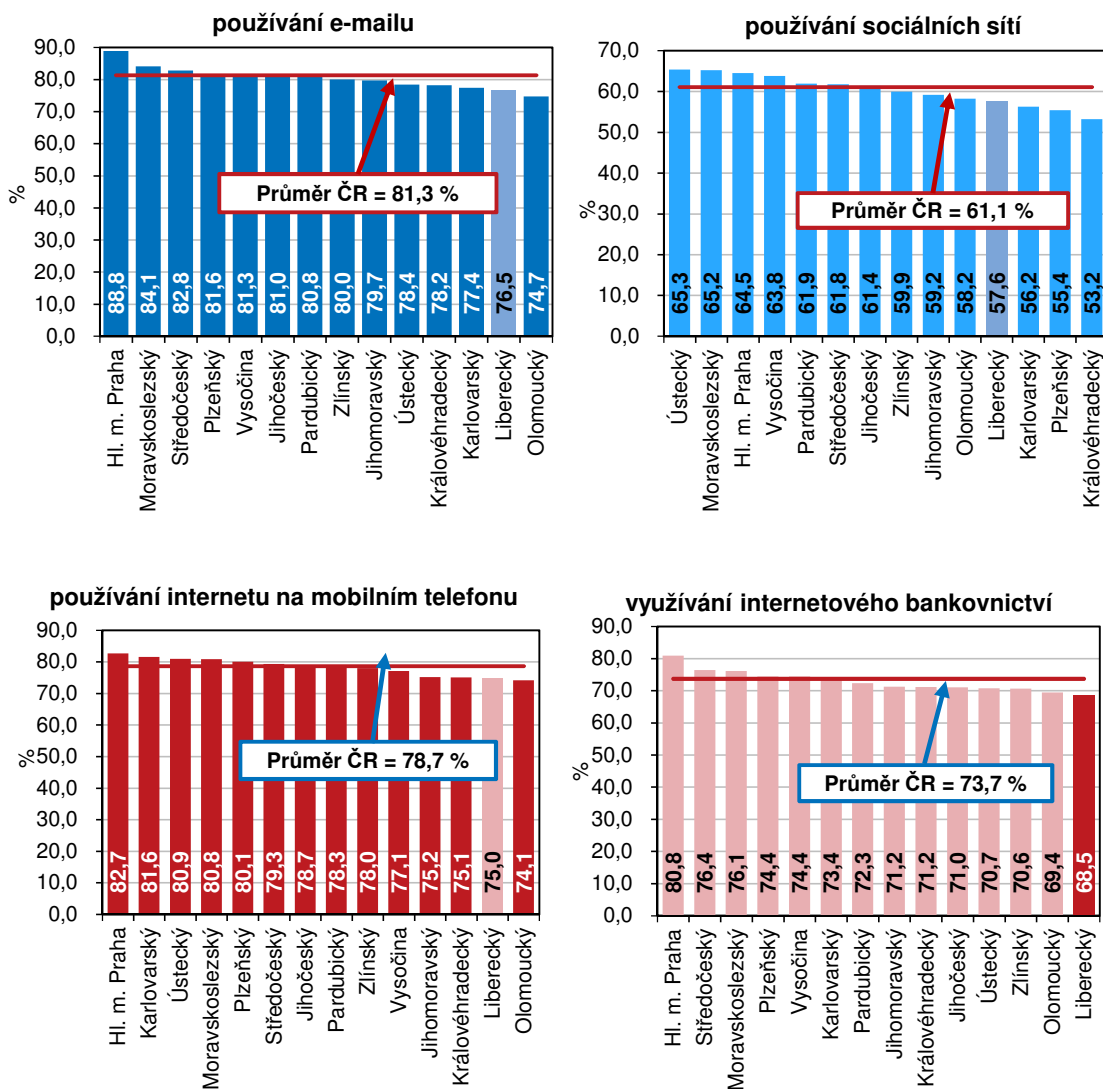 používání e-mailu
90,0
80,0
70,0
60,0
50,0
40,0
30,0
20,0
10,0
0,0
%
Průměr ČR = 81,3 %
88,8
84,1
82,8
81,6
81,3
81,0
80,8
80,0
79,7
78,4
78,2
77,4
76,5
74,7
Hl. m. Praha
Moravskoslezský
Středočeský
Plzeňský
Vysočina
Jihočeský
Pardubický
Zlínský
Jihomoravský
Ústecký
Královéhradecký
Karlovarský
Liberecký
Olomoucký
používání sociálních sítí
70,0
60,0
50,0
40,0
30,0
20,0
10,0
0,0
%
Průměr ČR = 61,1 %
65,3
65,2
64,5
63,8
61,9
61,8
61,4
59,9
59,2
58,2
57,6
56,2
55,4
53,2
Ústecký
Moravskoslezský
Hl. m. Praha
Vysočina
Pardubický
Středočeský
Jihočeský
Zlínský
Jihomoravský
Olomoucký
Liberecký
Karlovarský
Plzeňský
Královéhradecký
používání internetu na mobilním telefonu
90,0
80,0
70,0
60,0
50,0
40,0
30,0
20,0
10,0
0,0
%
Průměr ČR = 78,7 %
82,7
81,6
80,9
80,8
80,1
79,3
78,7
78,3
78,0
77,1
75,2
75,1
75,0
74,1
Hl. m. Praha
Karlovarský
Ústecký
Moravskoslezský
Plzeňský
Středočeský
Jihočeský
Pardubický
Zlínský
Vysočina
Jihomoravský
Královéhradecký
Liberecký
Olomoucký
využívání internetového bankovnictví
90,0
80,0
70,0
60,0
50,0
40,0
30,0
20,0
10,0
0,0
%
Průměr ČR = 73,7 %
80,8
76,4
76,1
74,4
74,4
73,4
72,3
71,2
71,2
71,0
70,7
70,6
69,4
68,5
Hl. m. Praha
Středočeský
Moravskoslezský
Plzeňský
Vysočina
Karlovarský
Pardubický
Jihomoravský
Královéhradecký
Jihočeský
Ústecký
Zlínský
Olomoucký
Liberecký